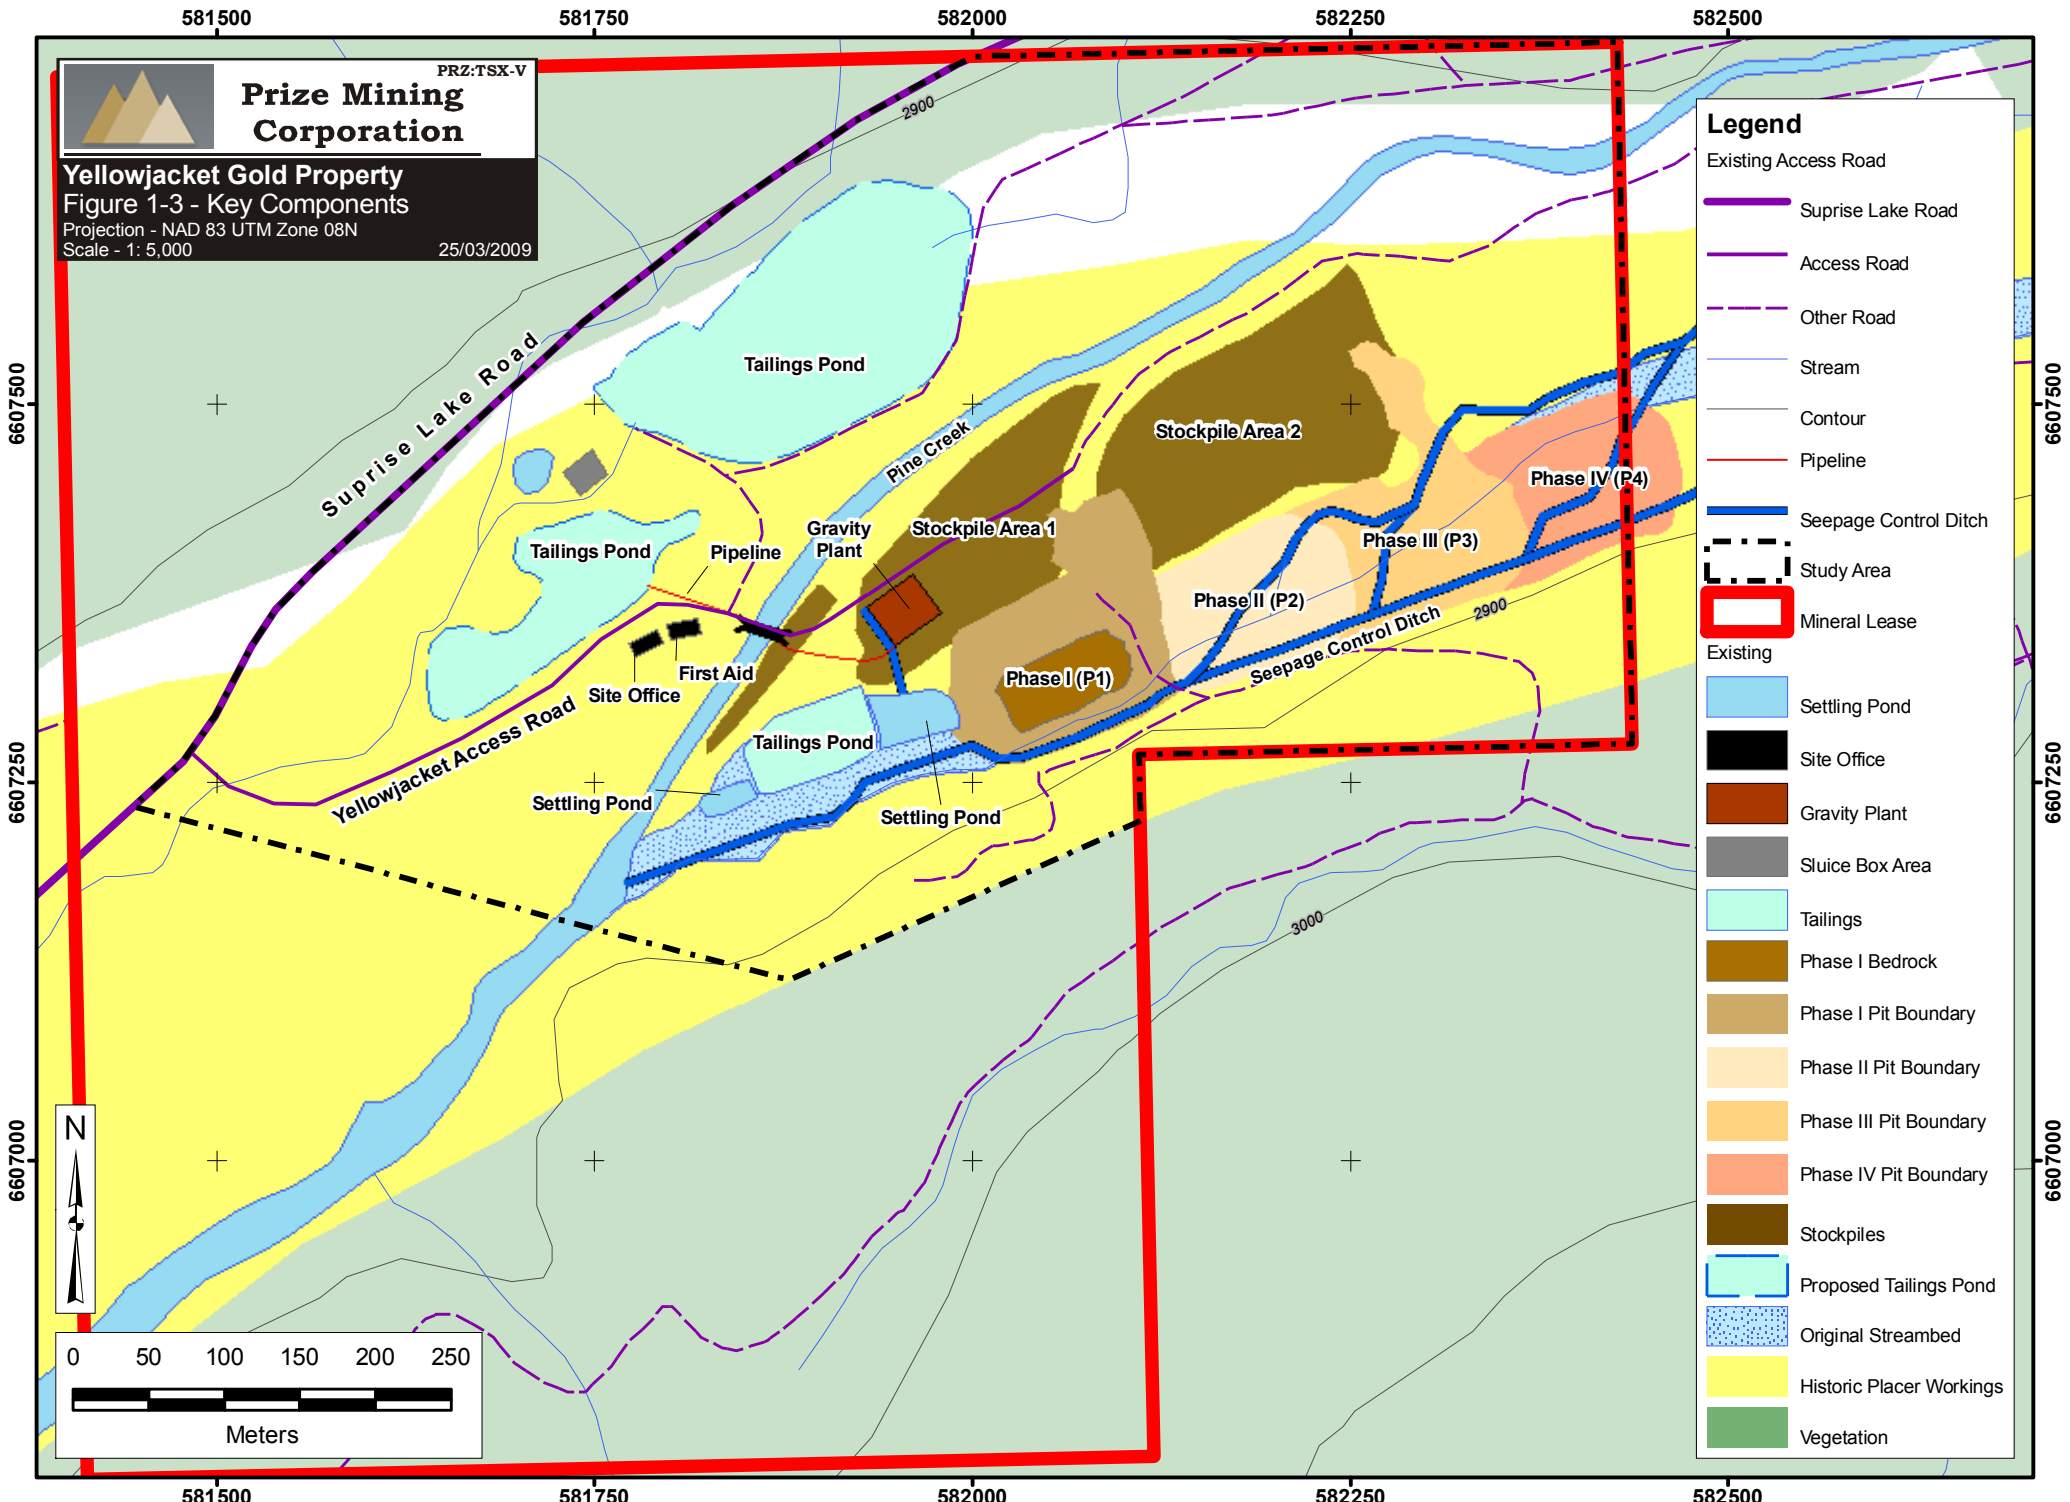 581500 581750 582000 582250 582500
PRZ:TSX-V
Prize Mining
Corporation
Yellowjacket Gold Property
Figure 1-3 - Key Components
Projection - NAD 83 UTM Zone 08N
Scale - 1: 5,000 25/03/2009
2900
Suprise Lake Road
Tailings Pond
Pine Creek
Stockpile Area 2
Stockpile Area 1
Gravity
Plant
Tailings Pond
Pipeline
Phase IV (P4)
Phase III (P3)
Phase II (P2)
2900
Seepage Control Ditch
First Aid
Site Office
Phase I (P1)
Yellowjacket Access Road
Tailings Pond
Settling Pond
Settling Pond
3000
6607500
6607250
6607000
6607500
6607250
6607000
Legend
Existing Access Road
Suprise Lake Road
Access Road
Other Road
Stream
Contour
Pipeline
Seepage Control Ditch
Study Area
Mineral Lease
Existing
Settling Pond
Site Office
Gravity Plant
Sluice Box Area
Tailings
Phase I Bedrock
Phase I Pit Boundary
Phase II Pit Boundary
Phase III Pit Boundary
Phase IV Pit Boundary
Stockpiles
Proposed Tailings Pond
Original Streambed
Historic Placer Workings
Vegetation
N
0 50 100 150 200 250
Meters
581500 581750 582000 582250 582500